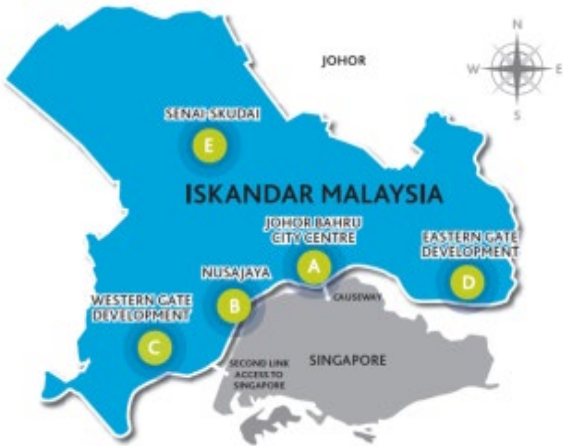 N
JOHOR
W
E
S
SENAI-SKUDAI
E
ISKANDAR MALAYSIA
JOHOR BAHRU
CITY CENTRE
A
EASTERN GATE
DEVELOPMENT
D
NUSAJAYA
B
CAUSEWAY
WESTERN GATE
DEVELOPMENT
C
SECOND LINK
ACCESS TO
SINGAPORE
SINGAPORE